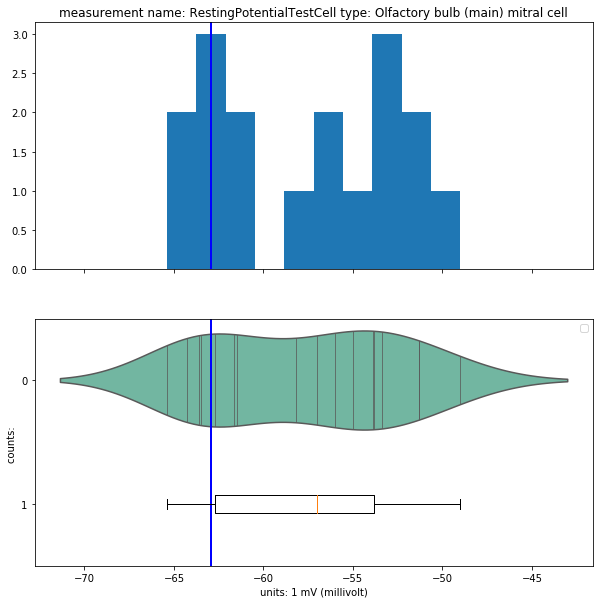 measurement name: RestingPotentialTestCell type: Olfactory bulb (main) mitral cell
3.0
2.5
2.0
1.5
1.0
0.5
0.0
0
counts:
1
−70 −65 −60 −55 −50 −45
units: 1 mV (millivolt)